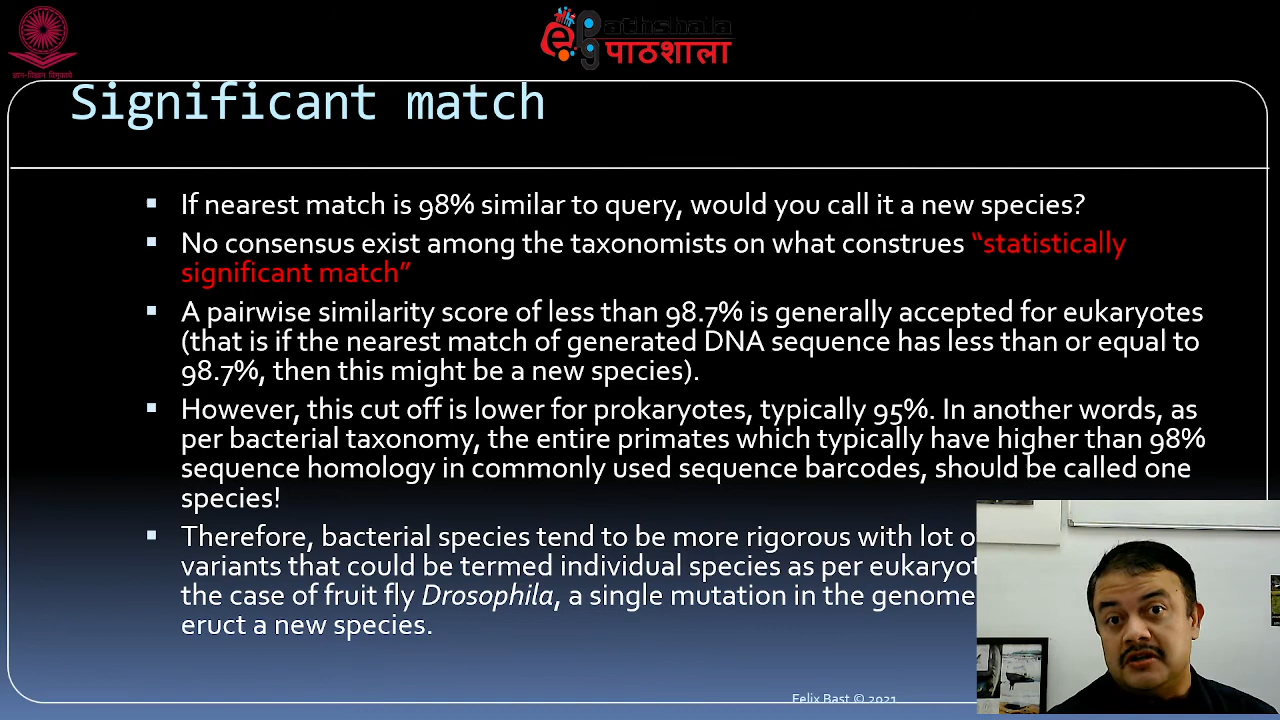 ज्ञान-विज्ञान विमुक्तये
athshala
पाठशाला
Significant match
If nearest match is 98% similar to query, would you call it a new species?
No consensus exist among the taxonomists on what construes “statistically
significant match”
A pairwise similarity score of less than 98.7% is generally accepted for eukaryotes
(that is if the nearest match of generated DNA sequence has less than or equal to
98.7%, then this might be a new species).
However, this cut off is lower for prokaryotes, typically 95%. In another words, as
per bacterial taxonomy, the entire primates which typically have higher than 98%
sequence homology in commonly used sequence barcodes, should be called one
species!
Therefore, bacterial species tend to be more rigorous with lot
variants that could be termed individual species as per
the case of fruit fly Drosophila, a single mutation in the genome
eruct a new species.
Felix Bast © 2021